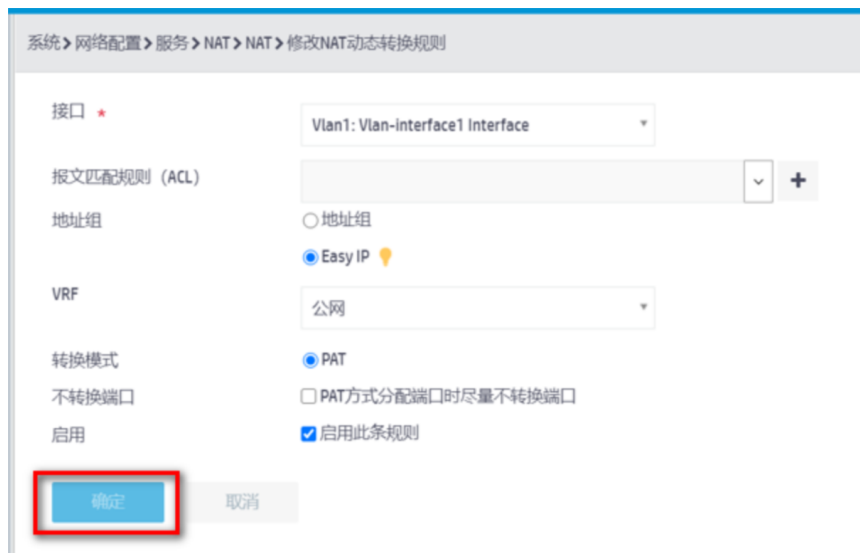 系统>网络配置>服务>NAT>NAT>修改NAT动态转换规则
接口 *
Vlan1: Vlan-interface1 Interface
报文匹配规则（ACL）
地址组
地址组
Easy IP
VRF
公网
转换模式
PAT
不转换端口
PAT方式分配端口时尽量不转换端口
启用
启用此条规则
确定
取消